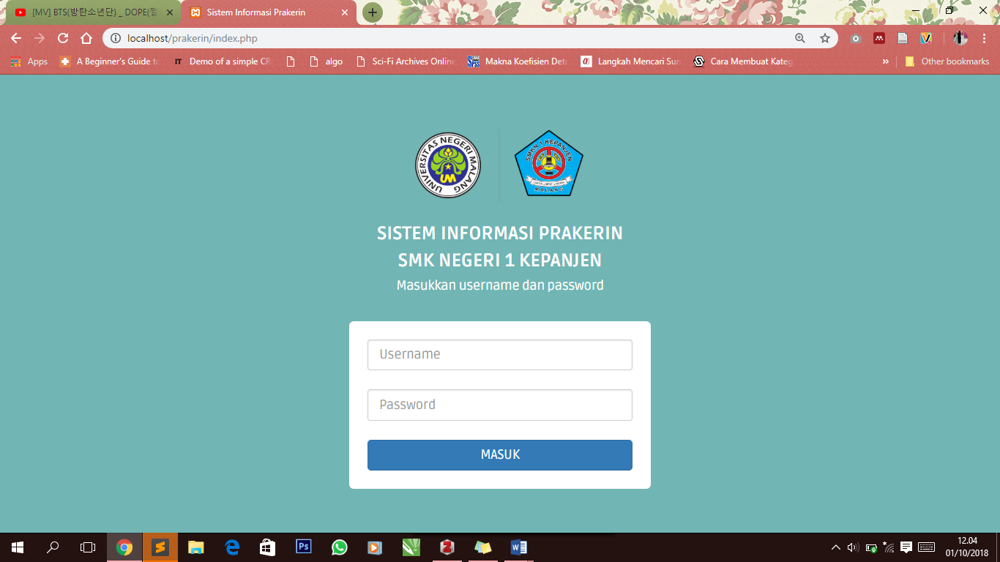 [MV] BTS(방탄소년단) _ DOPE(쩔
Sistem Informasi Prakerin
localhost/prakerin/index.php
Apps A Beginner's Guide to Demo of a simple CR algo Sci-Fi Archives Online Makna Koefisien Dete Langkah Mencari Sum Cara Membuat Kateg » Other bookmarks
UNIVERSITAS NEGERI MALANG
UM
SMKN 1 KEPANJEN
MALANG
SISTEM INFORMASI PRAKERIN
SMK NEGERI 1 KEPANJEN
Masukkan username dan password
Username
Password
MASUK
12.04
01/10/2018